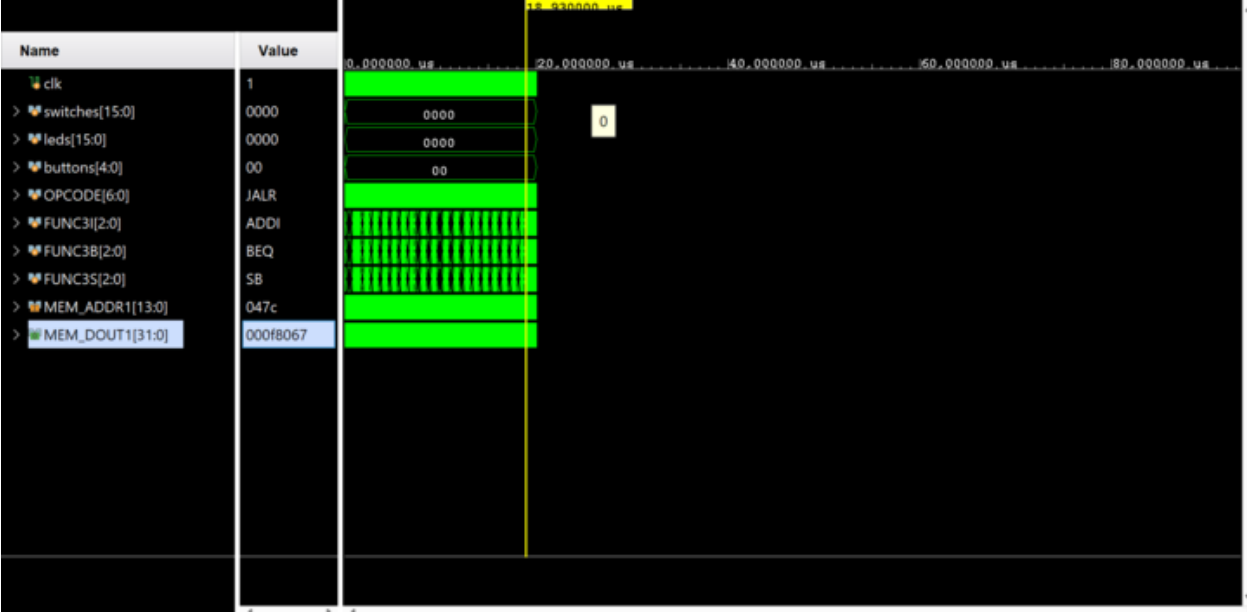 18.930000 us
Name Value
0.000000 us 20.000000 us 40.000000 us 60.000000 us 80.000000 us
clk 1
switches[15:0] 0000 0000 0
leds[15:0] 0000 0000
buttons[4:0] 00 00
OPCODE[6:0] JALR
FUNC3I[2:0] ADDI
FUNC3B[2:0] BEQ
FUNC3S[2:0] SB
MEM_ADDR1[13:0] 047c
MEM_DOUT1[31:0] 000f8067